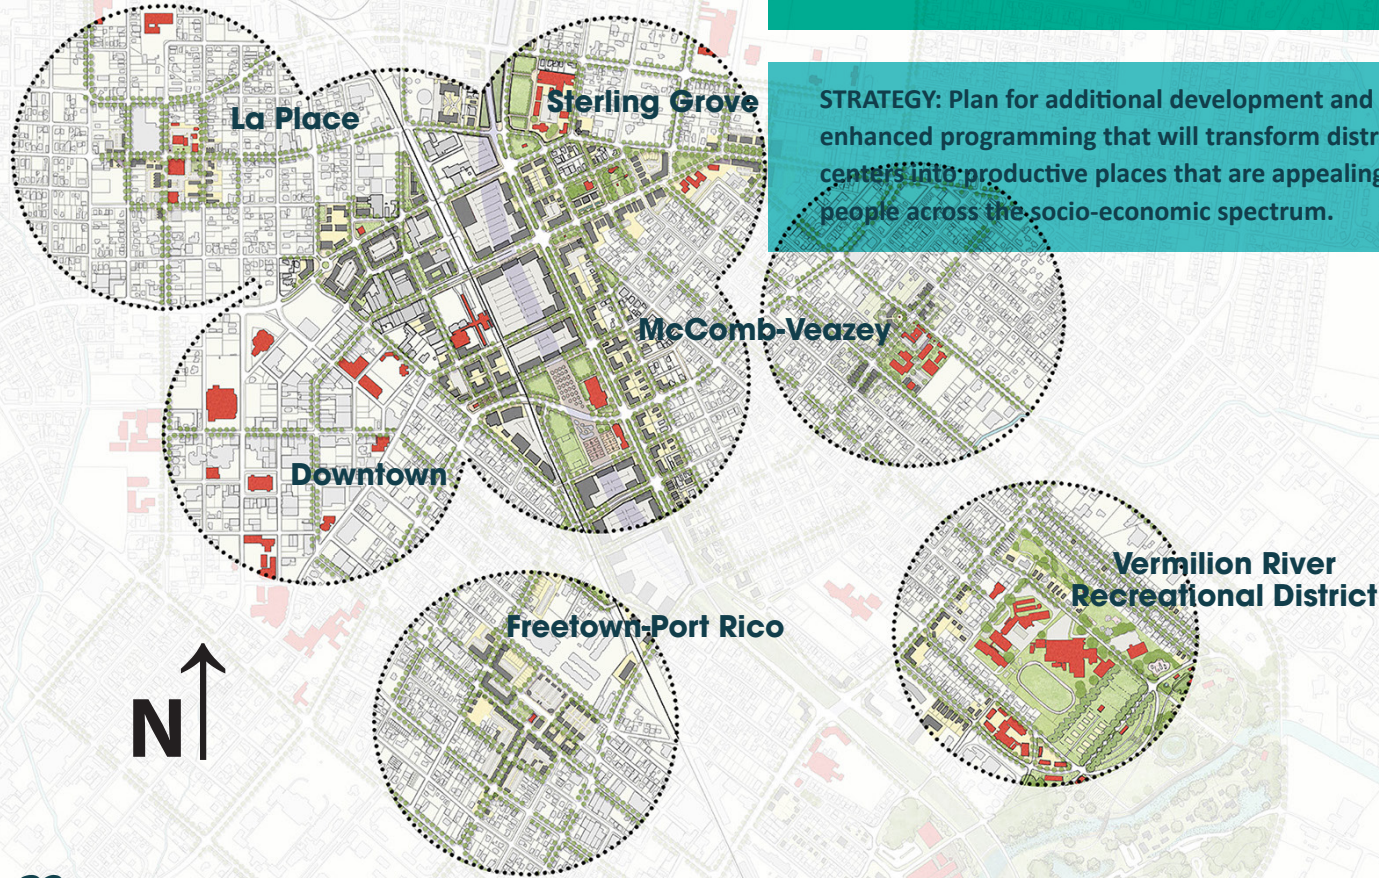 La Place
Sterling Grove
STRATEGY: Plan for additional development and
enhanced programming that will transform
centers into productive places that are appealing
people across the socio-economic spectrum.
McComb-Veazey
Downtown
Vermilion River
Recreational District
Freetown-Port Rico
N